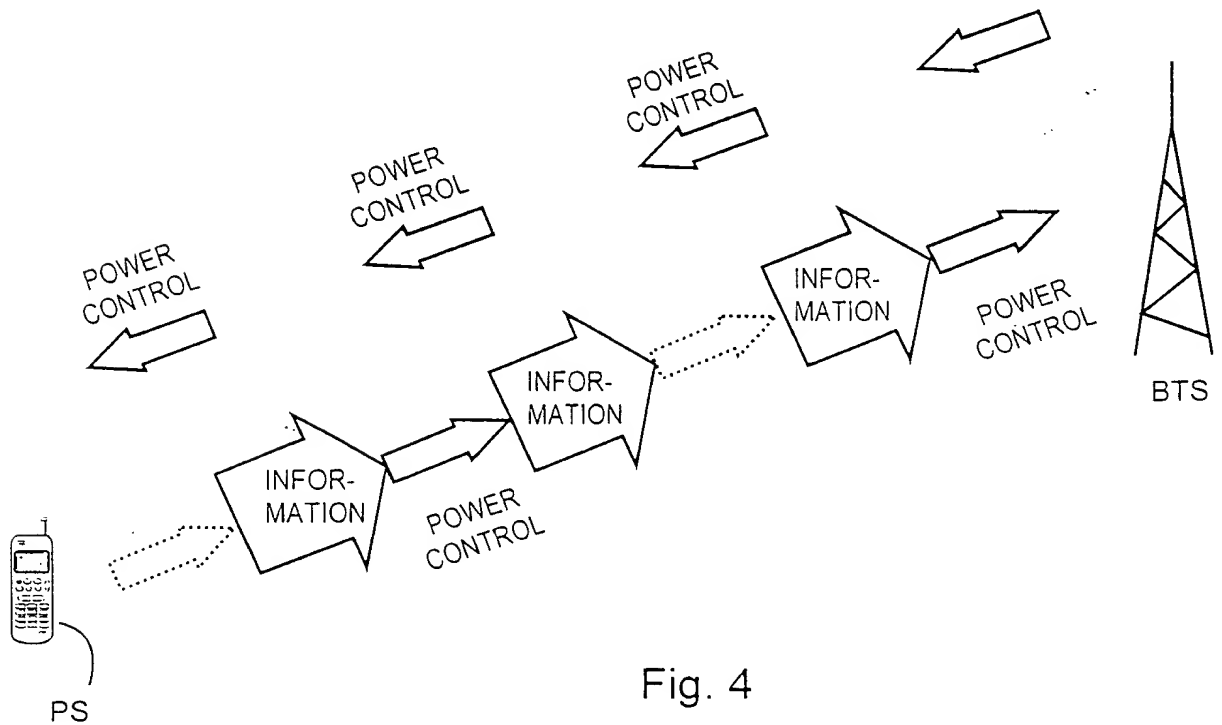 POWER
CONTROL
POWER
CONTROL
POWER
CONTROL
INFOR-
MATION
POWER
CONTROL
INFOR-
MATION
INFOR-
MATION
POWER
CONTROL
BTS
PS
Fig. 4